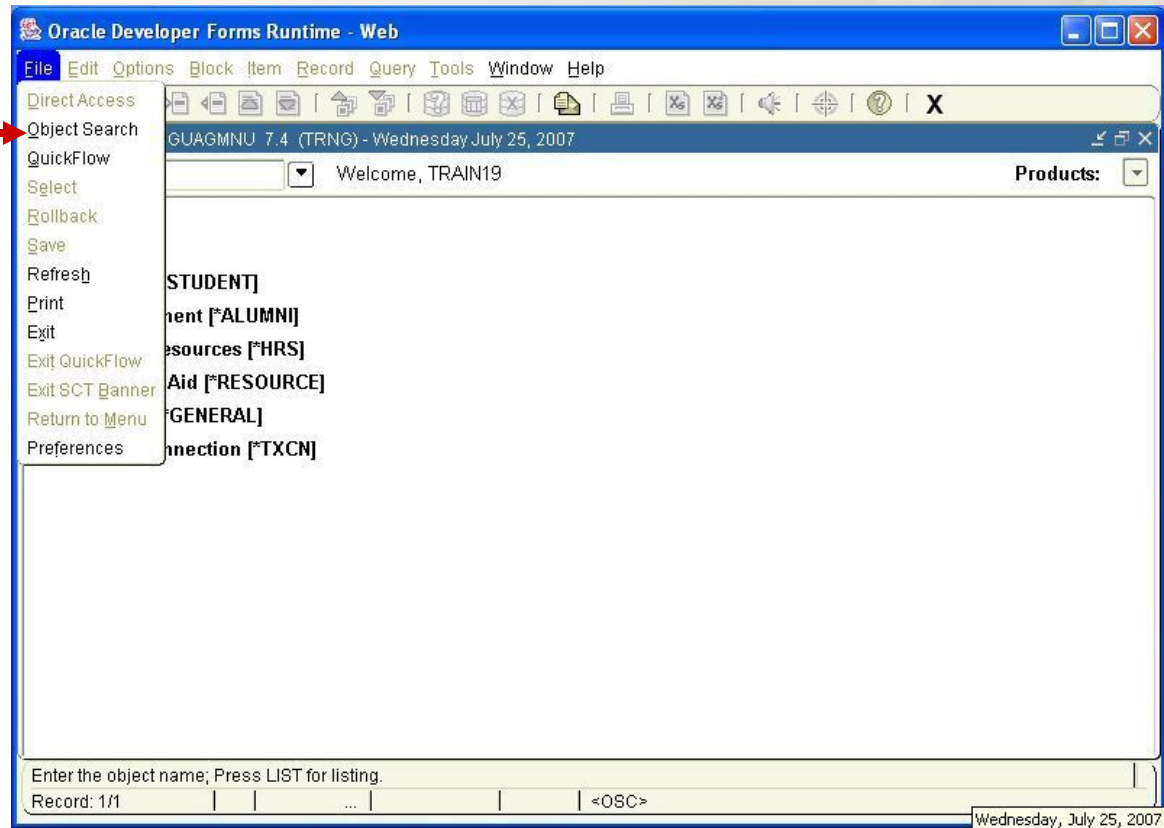 Oracle Developer Forms Runtime - Web
File Edit Options Block Item Record Query Tools Window Help
X
GUAGMNU 7.4 (TRNG) - Wednesday July 25, 2007
Welcome, TRAIN19 Products:
Direct Access
Object Search
QuickFlow
Select
Rollback
Save
Refresh
Print
Exit
Exit QuickFlow
Exit SCT Banner
Return to Menu
Preferences
STUDENT]
ment [*ALUMNI]
esources [*HRS]
Aid [*RESOURCE]
*GENERAL]
nnection [*TXCN]
Enter the object name; Press LIST for listing.
Record: 1/1 ... <OSC>
Wednesday, July 25, 2007